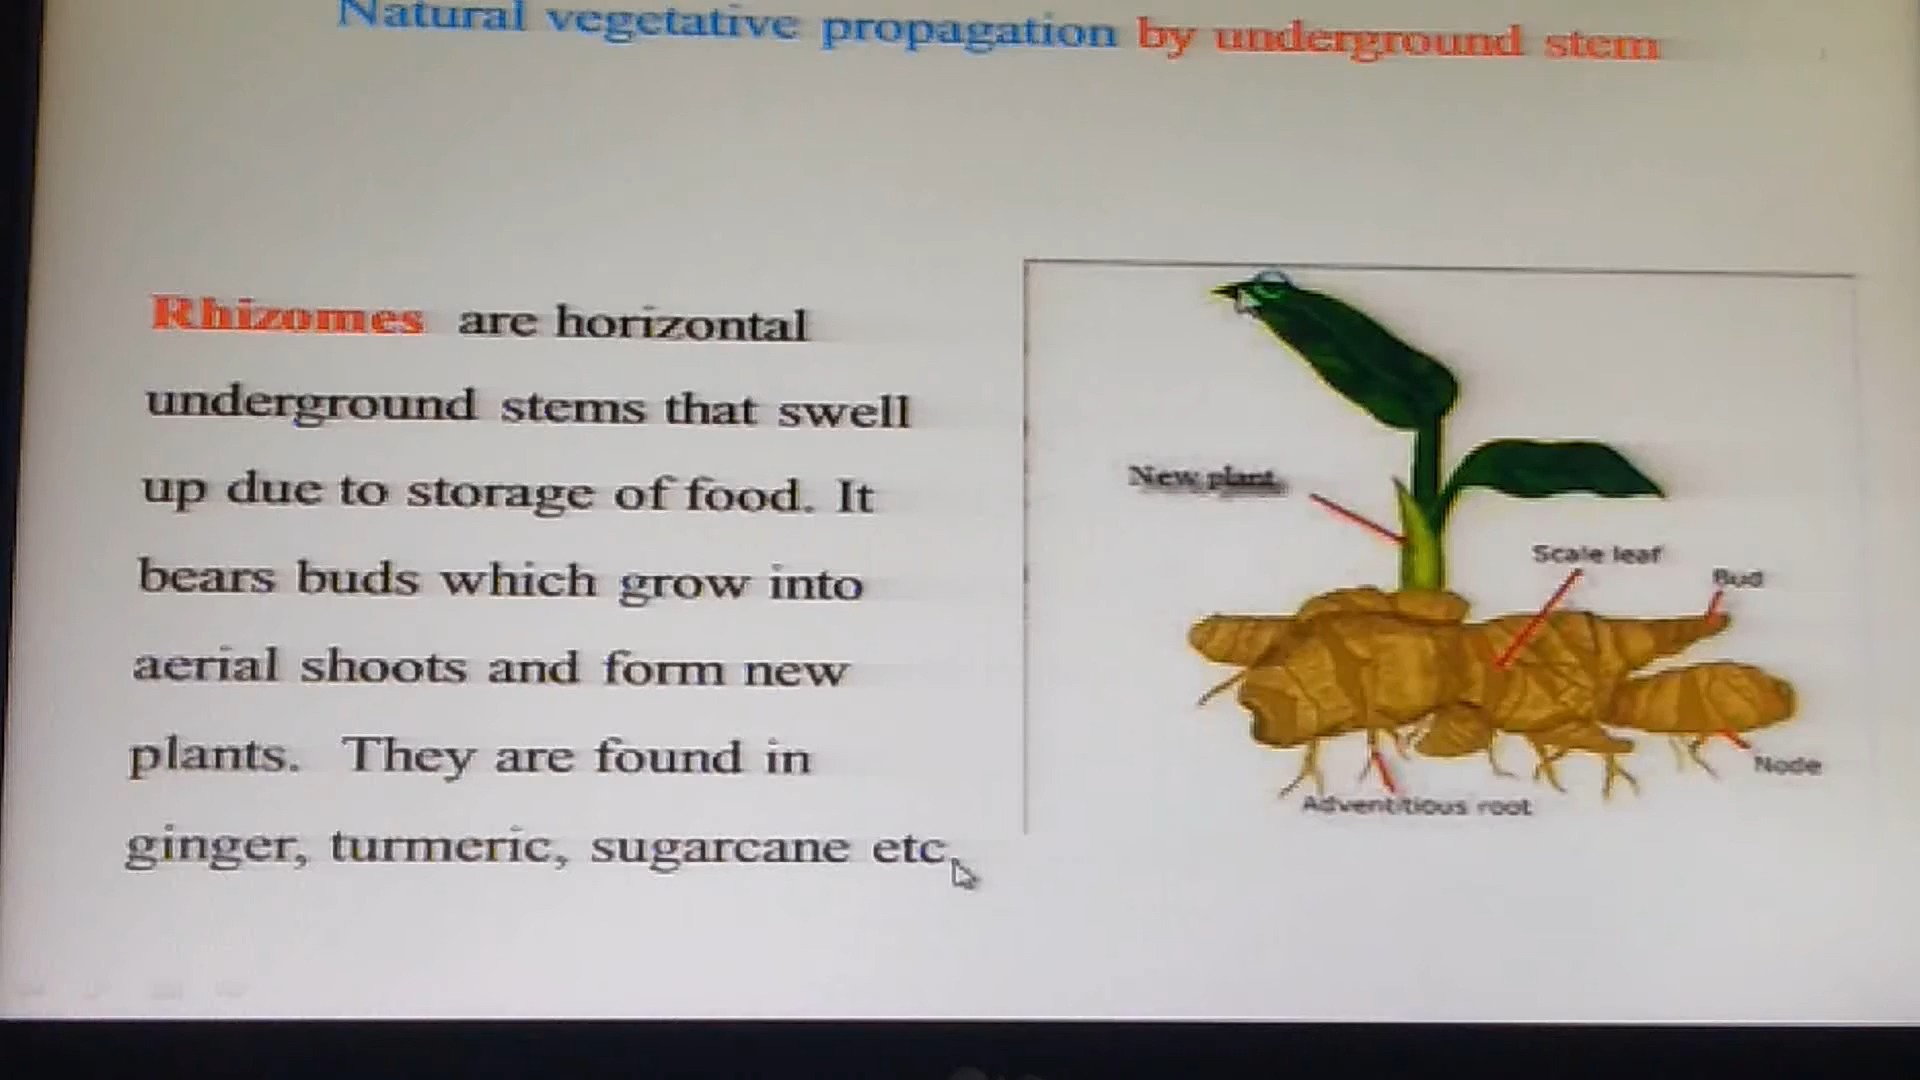 Natural vegetative propagation by underground stem
Rhizomes are horizontal
underground stems that swell
up due to storage of food. It
bears buds which grow into
aerial shoots and form new
plants. They are found in
ginger, turmeric, sugarcane etc.
New plant
Scale leaf
Bud
Node
Adventitious root